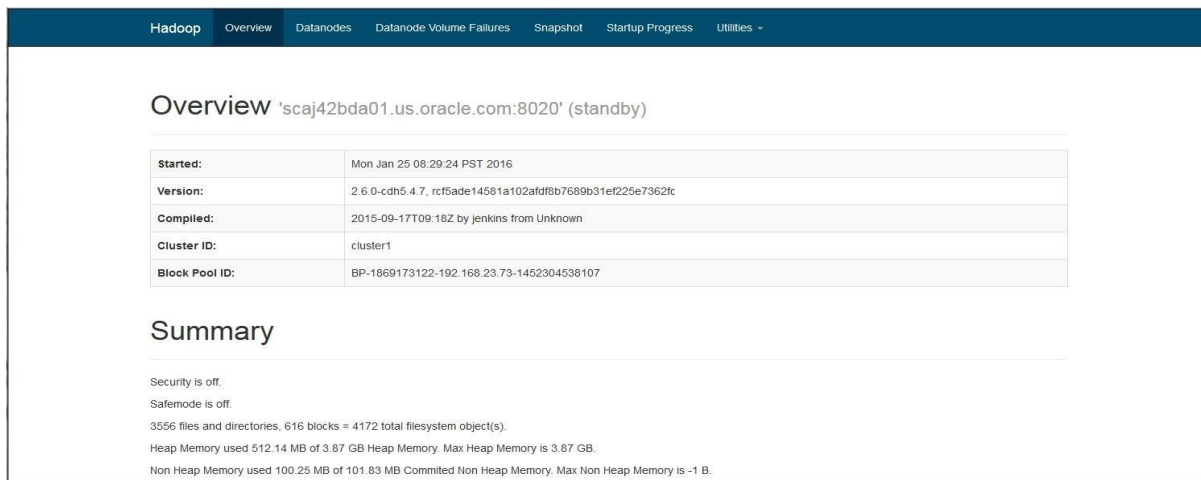 Hadoop Overview Datanodes Datanode Volume Failures Snapshot Startup Progress Utilities
Overview 'scaj42bda01.us.oracle.com:8020' (standby)
Started: Mon Jan 25 08:29:24 PST 2016
Version: 2.6.0-cdh5.4.7, rcf5ade14581a102afdf8b7689b31ef225e7362fc
Compiled: 2015-09-17T09:18Z by jenkins from Unknown
Cluster ID: cluster1
Block Pool ID: BP-1869173122-192.168.23.73-1452304538107
Summary
Security is off.
Safemode is off.
3556 files and directories, 616 blocks = 4172 total filesystem object(s).
Heap Memory used 512.14 MB of 3.87 GB Heap Memory. Max Heap Memory is 3.87 GB.
Non Heap Memory used 100.25 MB of 101.83 MB Commited Non Heap Memory. Max Non Heap Memory is -1 B.